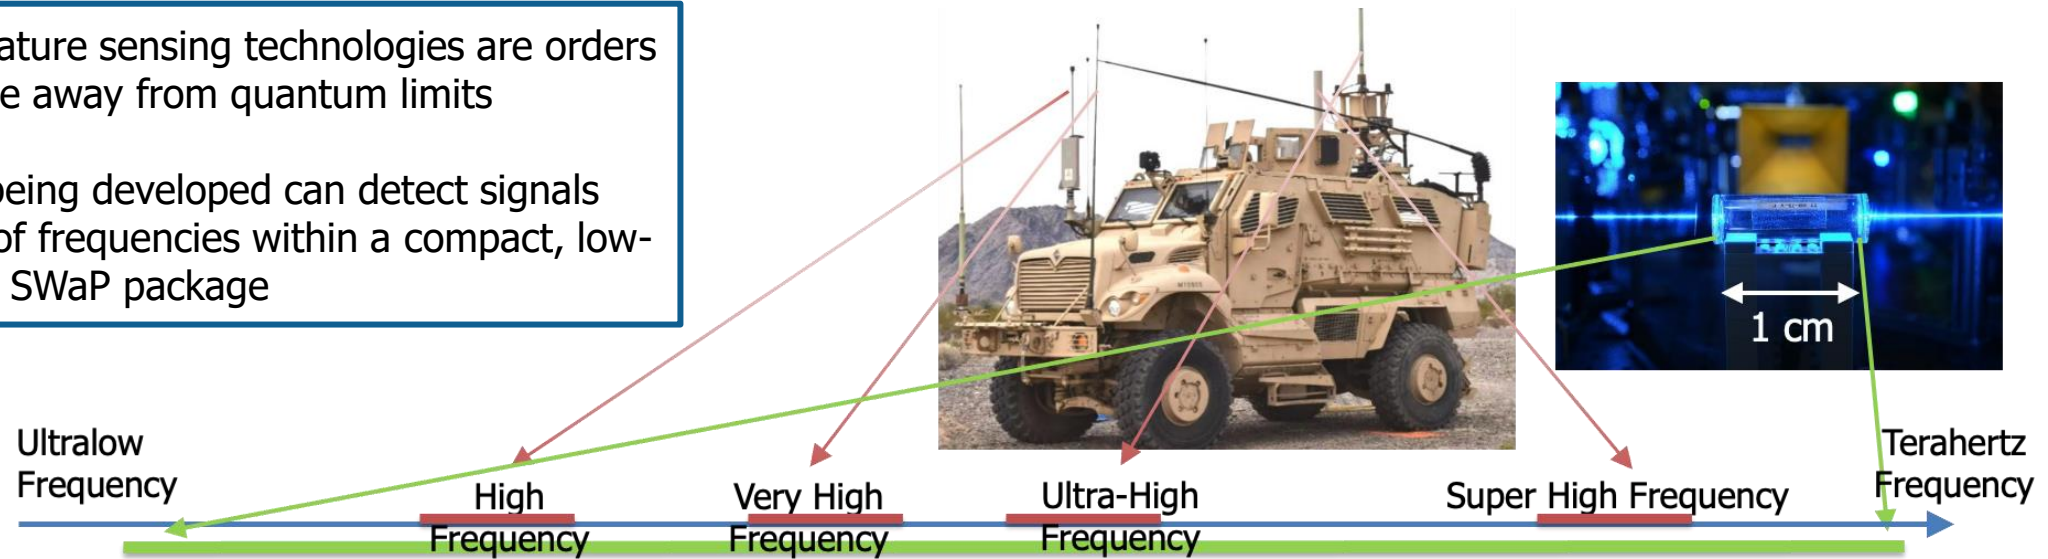 ature sensing technologies are orders
e away from quantum limits
being developed can detect signals
of frequencies within a compact, low-
SWaP package
1 cm
Ultralow
Frequency
High
Frequency
Very High
Frequency
Ultra-High
Frequency
Super High Frequency
Terahertz
Frequency